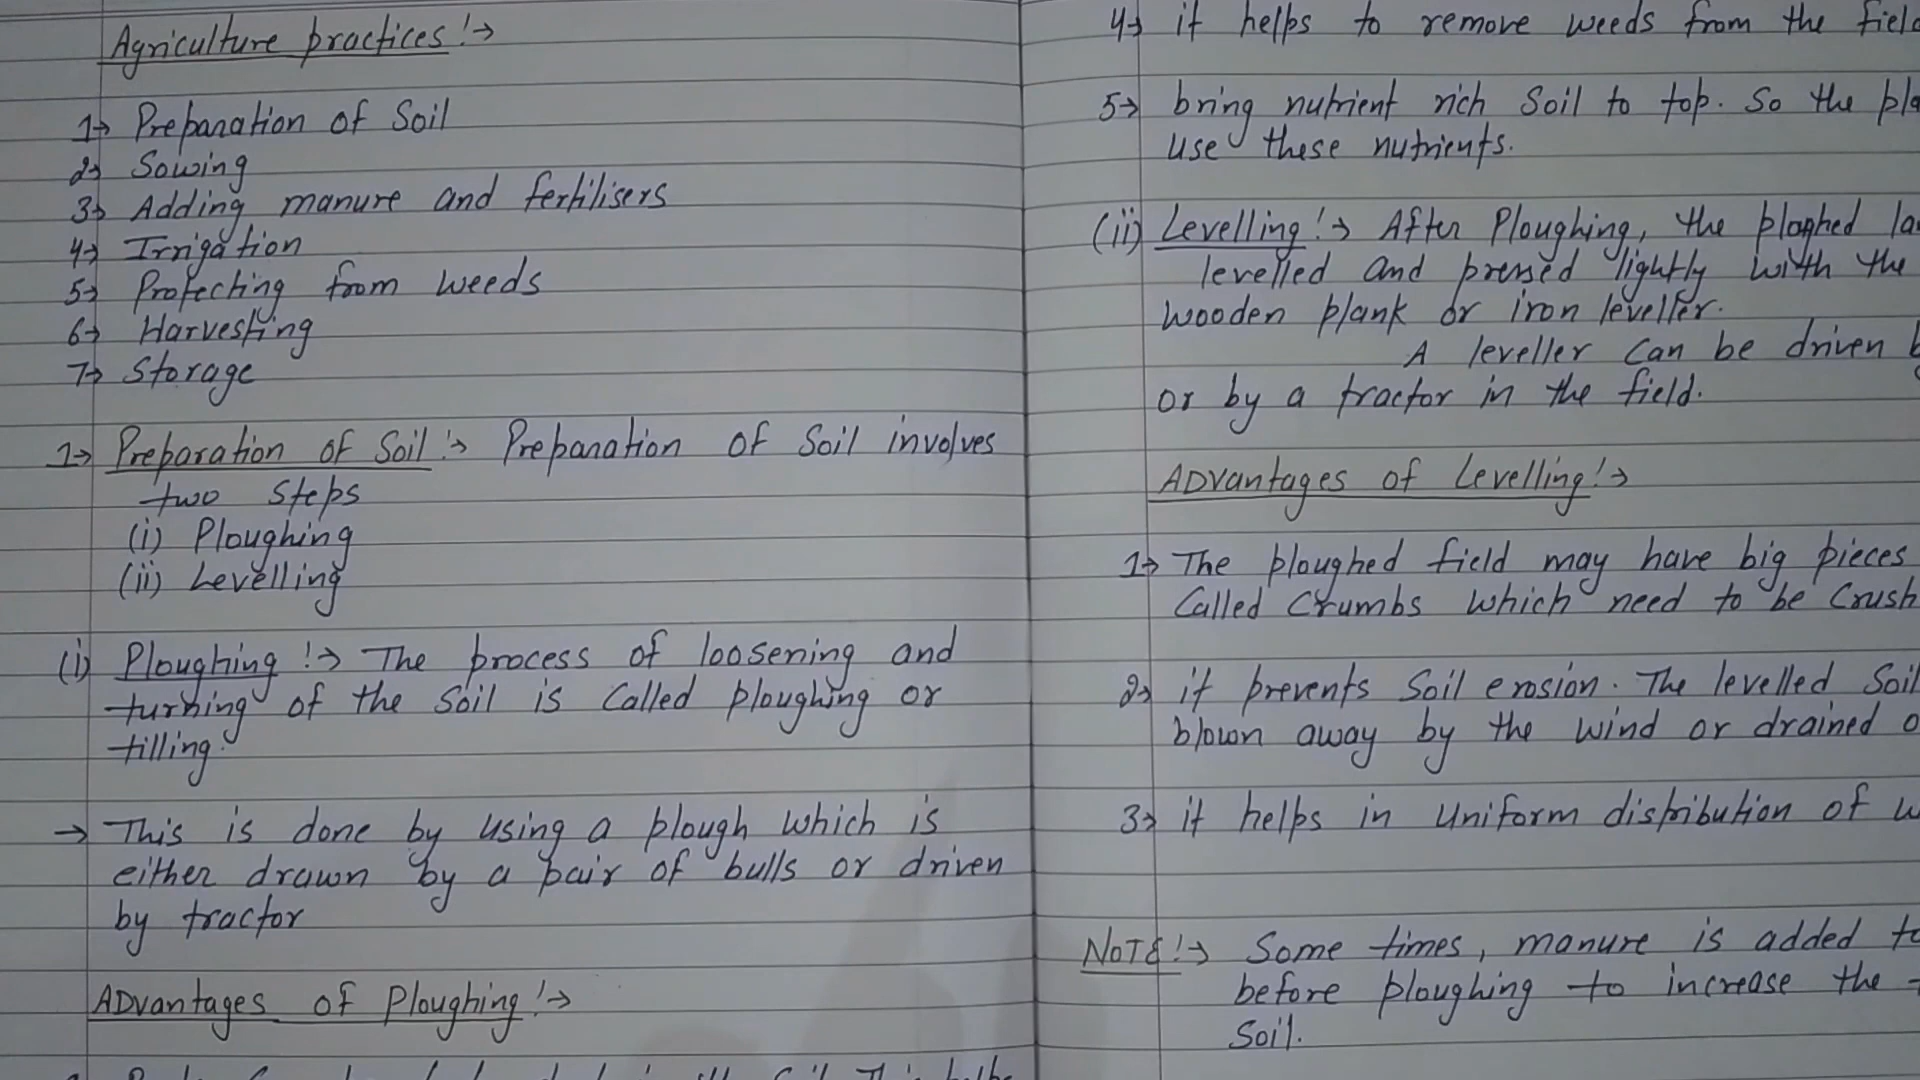 Agriculture practices :→
1→ Preparation of Soil
2→ Sowing
3→ Adding manure and fertilisers
4→ Irrigation
5→ Protecting from weeds
6→ Harvesting
7→ Storage
1→ Preparation of Soil :→ Preparation of Soil involves
two steps
(i) Ploughing
(ii) Levelling
(i) Ploughing :→ The process of loosening and
turning of the soil is called ploughing or
tilling.
→ This is done by using a plough which is
either drawn by a pair of bulls or driven
by tractor
Advantages of Ploughing :→
4→ it helps to remove weeds from the
5→ bring nutrient rich soil to top. So the
use these nutrients.
(ii) Levelling :→ After Ploughing, the ploghed
levelled and pressed lightly with the
wooden plank or iron leveller.
A leveller can be driven
or by a tractor in the field.
Advantages of Levelling :→
1→ The ploughed field may have big pieces
called crumbs which need to be crush
2→ it prevents soil erosion. The levelled soil
blown away by the wind or drained
3→ it helps in uniform distribution of
NOTE :→ Some times, manure is added to
before ploughing to increase the
Soil.